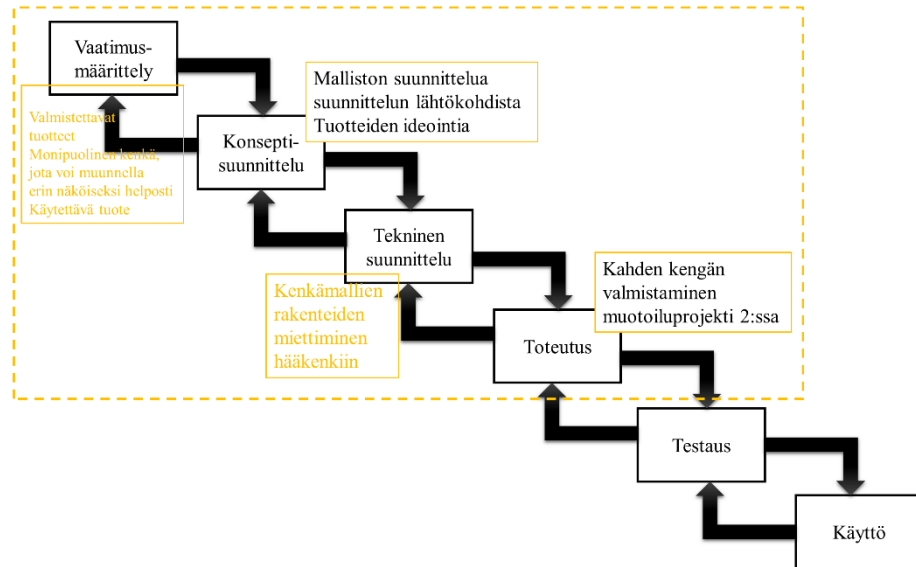 Vaatimus-
määrittely
Valmistettavat
tuotteet
Monipuolinen kenkä,
jota voi muunnella
erin näköiseksi helposti
Käytettävä tuote
Malliston suunnittelua
suunnittelun lähtökohdista
Tuotteiden ideointia
Konsepti-
suunnittelu
Tekninen
suunnittelu
Kenkämallien
rakenteiden
miettiminen
hääkenkiin
Kahden kengän
valmistaminen
muotoiluprojekti 2:ssa
Toteutus
Testaus
Käyttö